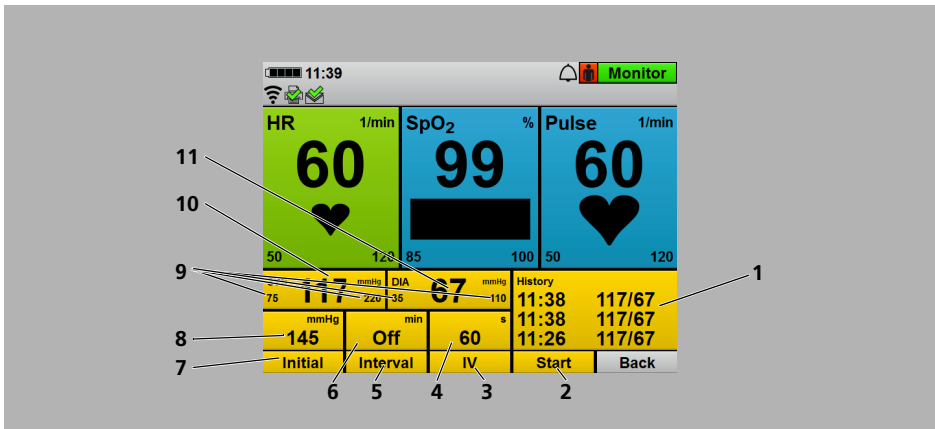 11:39
Monitor
HR 1/min
SpO2 %
Pulse 1/min
60
99
60
50 120
85 100
50 120
117 mmHg
75 220
DIA 67 mmHg
35 110
History
11:38 117/67
11:38 117/67
11:26 117/67
mmHg
145
min
Off
s
60
Initial
Interval
IV
Start
Back
11
10
9
8
7
6
5
4
3
2
1